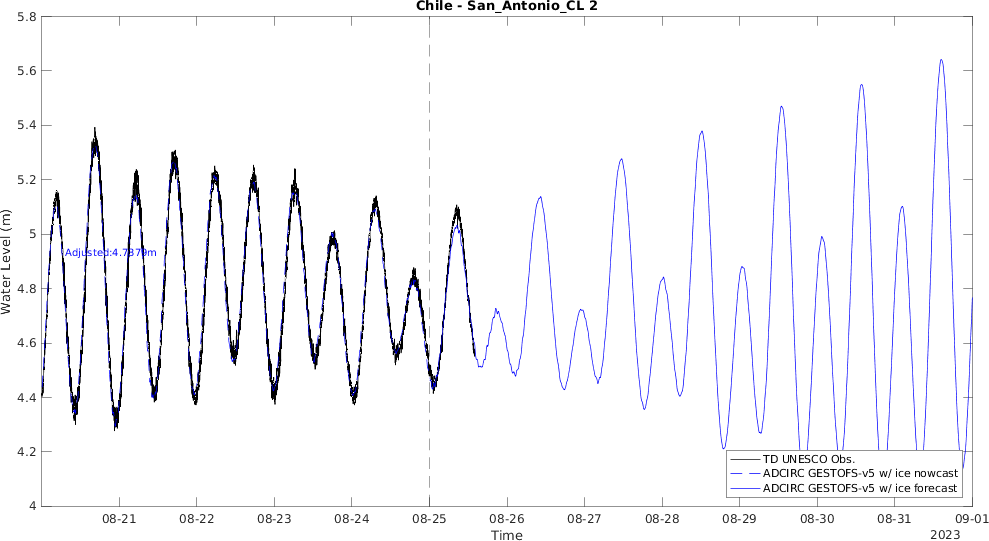 Chile - San_Antonio_CL 2
5.8
5.6
5.4
5.2
5
4.8
4.6
4.4
4.2
4
Water Level (m)
Adjusted:4.7379m
TD UNESCO Obs.
ADCIRC GESTOFS-v5 w/ ice nowcast
ADCIRC GESTOFS-v5 w/ ice forecast
08-21 08-22 08-23 08-24 08-25 08-26 08-27 08-28 08-29 08-30 08-31 09-01
Time
2023